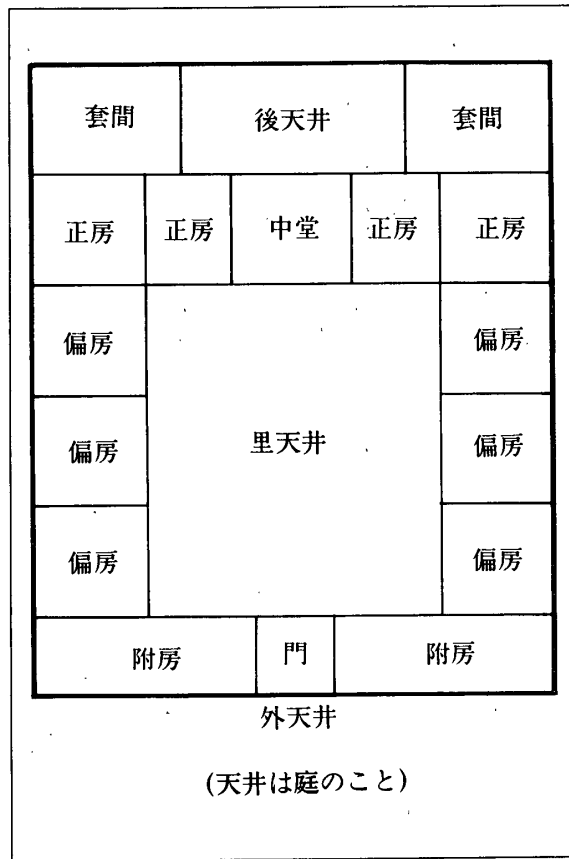 套間 後天井 套間
正房 正房 中堂 正房 正房
偏房 偏房
里天井
偏房 偏房
偏房 偏房
附房 門 附房
外天井
(天井は庭のこと)